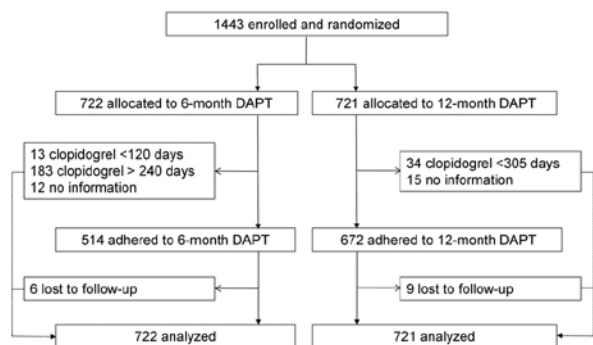 1443 enrolled and randomized
722 allocated to 6-month DAPT
721 allocated to 12-month DAPT
13 clopidogrel <120 days
183 clopidogrel > 240 days
12 no information
34 clopidogrel <305 days
15 no information
514 adhered to 6-month DAPT
672 adhered to 12-month DAPT
6 lost to follow-up
9 lost to follow-up
722 analyzed
721 analyzed